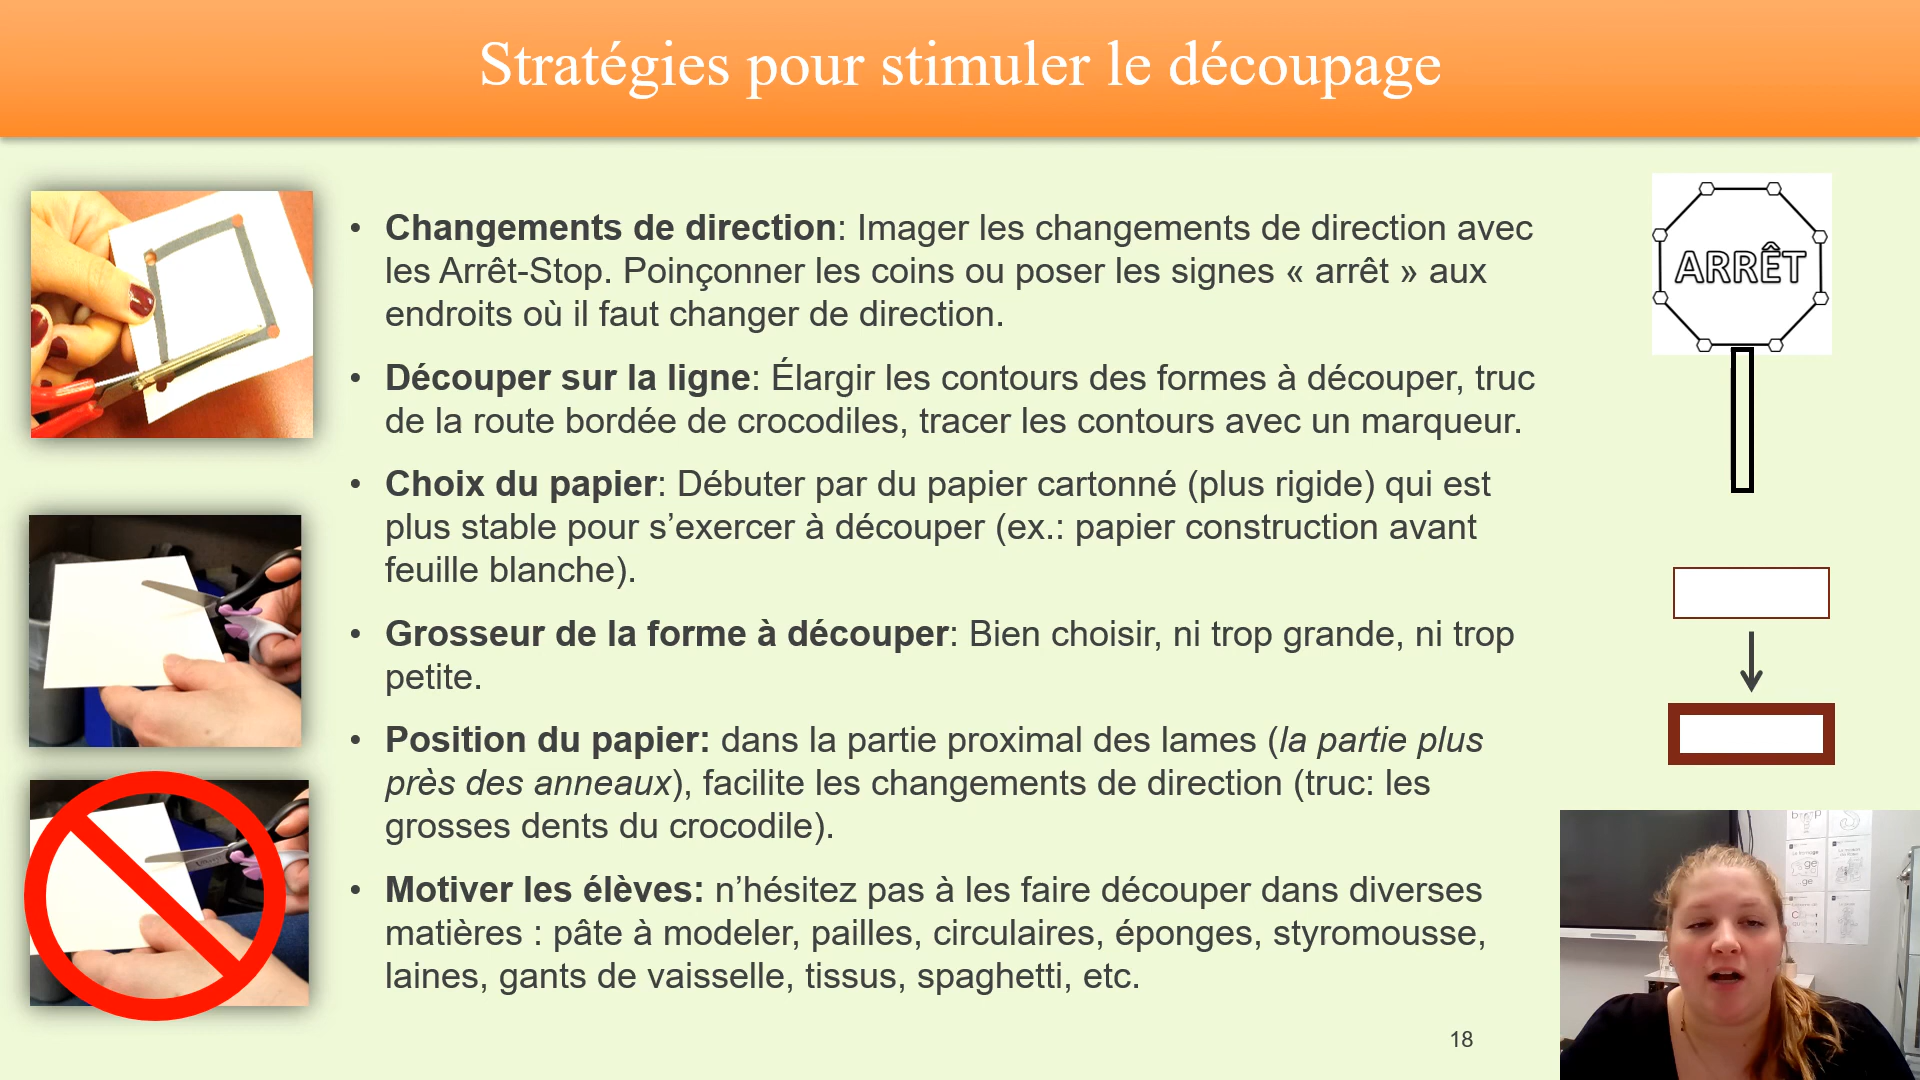 Stratégies pour stimuler le découpage
• Changements de direction: Imager les changements de direction avec
les Arrêt-Stop. Poinçonner les coins ou poser les signes « arrêt » aux
endroits où il faut changer de direction.
• Découper sur la ligne: Élargir les contours des formes à découper, truc
de la route bordée de crocodiles, tracer les contours avec un marqueur.
• Choix du papier: Débuter par du papier cartonné (plus rigide) qui est
plus stable pour s’exercer à découper (ex.: papier construction avant
feuille blanche).
• Grosseur de la forme à découper: Bien choisir, ni trop grande, ni trop
petite.
• Position du papier: dans la partie proximal des lames (la partie plus
près des anneaux), facilite les changements de direction (truc: les
grosses dents du crocodile).
• Motiver les élèves: n’hésitez pas à les faire découper dans diverses
matières : pâte à modeler, pailles, circulaires, éponges, styromousse,
laines, gants de vaisselle, tissus, spaghetti, etc.
ARRÊT
ge
ge
18